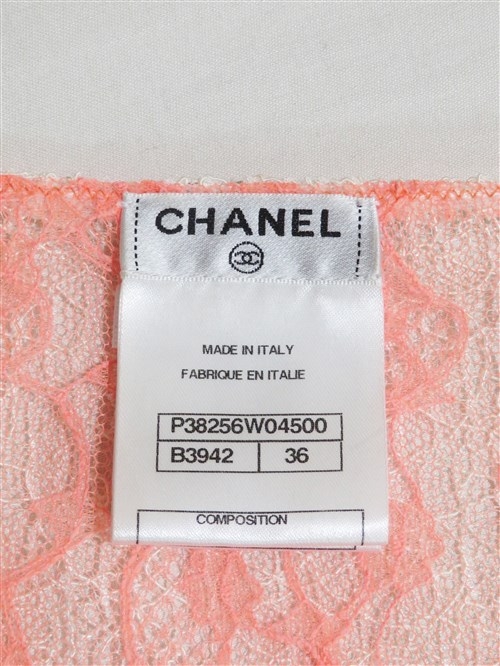 CHANEL
MADE IN ITALY
FABRIQUE EN ITALIE
P38256W04500
B3942 36
COMPOSITION